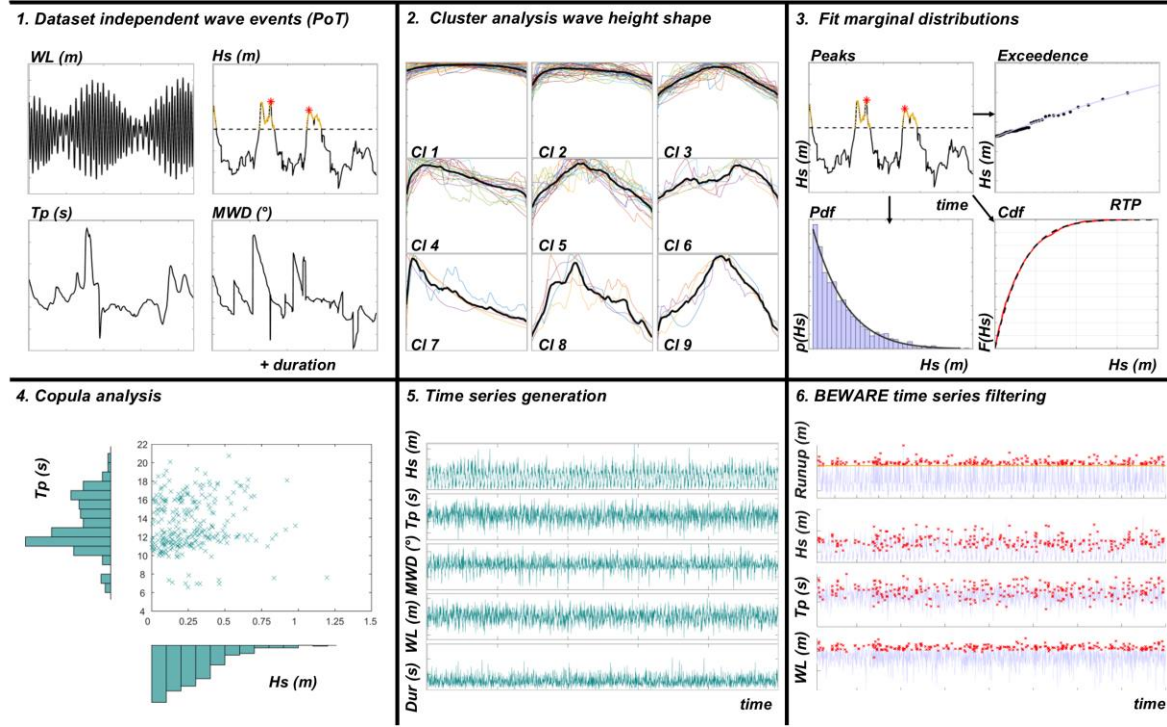 1. Dataset independent wave events (PoT)
WL (m)
Hs (m)
Tp (s)
MWD (°)
+ duration
2. Cluster analysis wave height shape
Cl 1
Cl 2
Cl 3
Cl 4
Cl 5
Cl 6
Cl 7
Cl 8
Cl 9
3. Fit marginal distributions
Peaks
Exceedence
Hs (m)
Hs (m)
time
RTP
Pdf
Cdf
p(Hs)
F(Hs)
Hs (m)
Hs (m)
4. Copula analysis
Tp (s)
22
20
18
16
14
12
10
8
6
4
0 0.25 0.5 0.75 1 1.25 1.5
Hs (m)
5. Time series generation
Hs (m)
Tp (s)
MWD (°)
WL (m)
Dur (s)
time
6. BEWARE time series filtering
Runup (m)
Hs (m)
Tp (s)
WL (m)
time